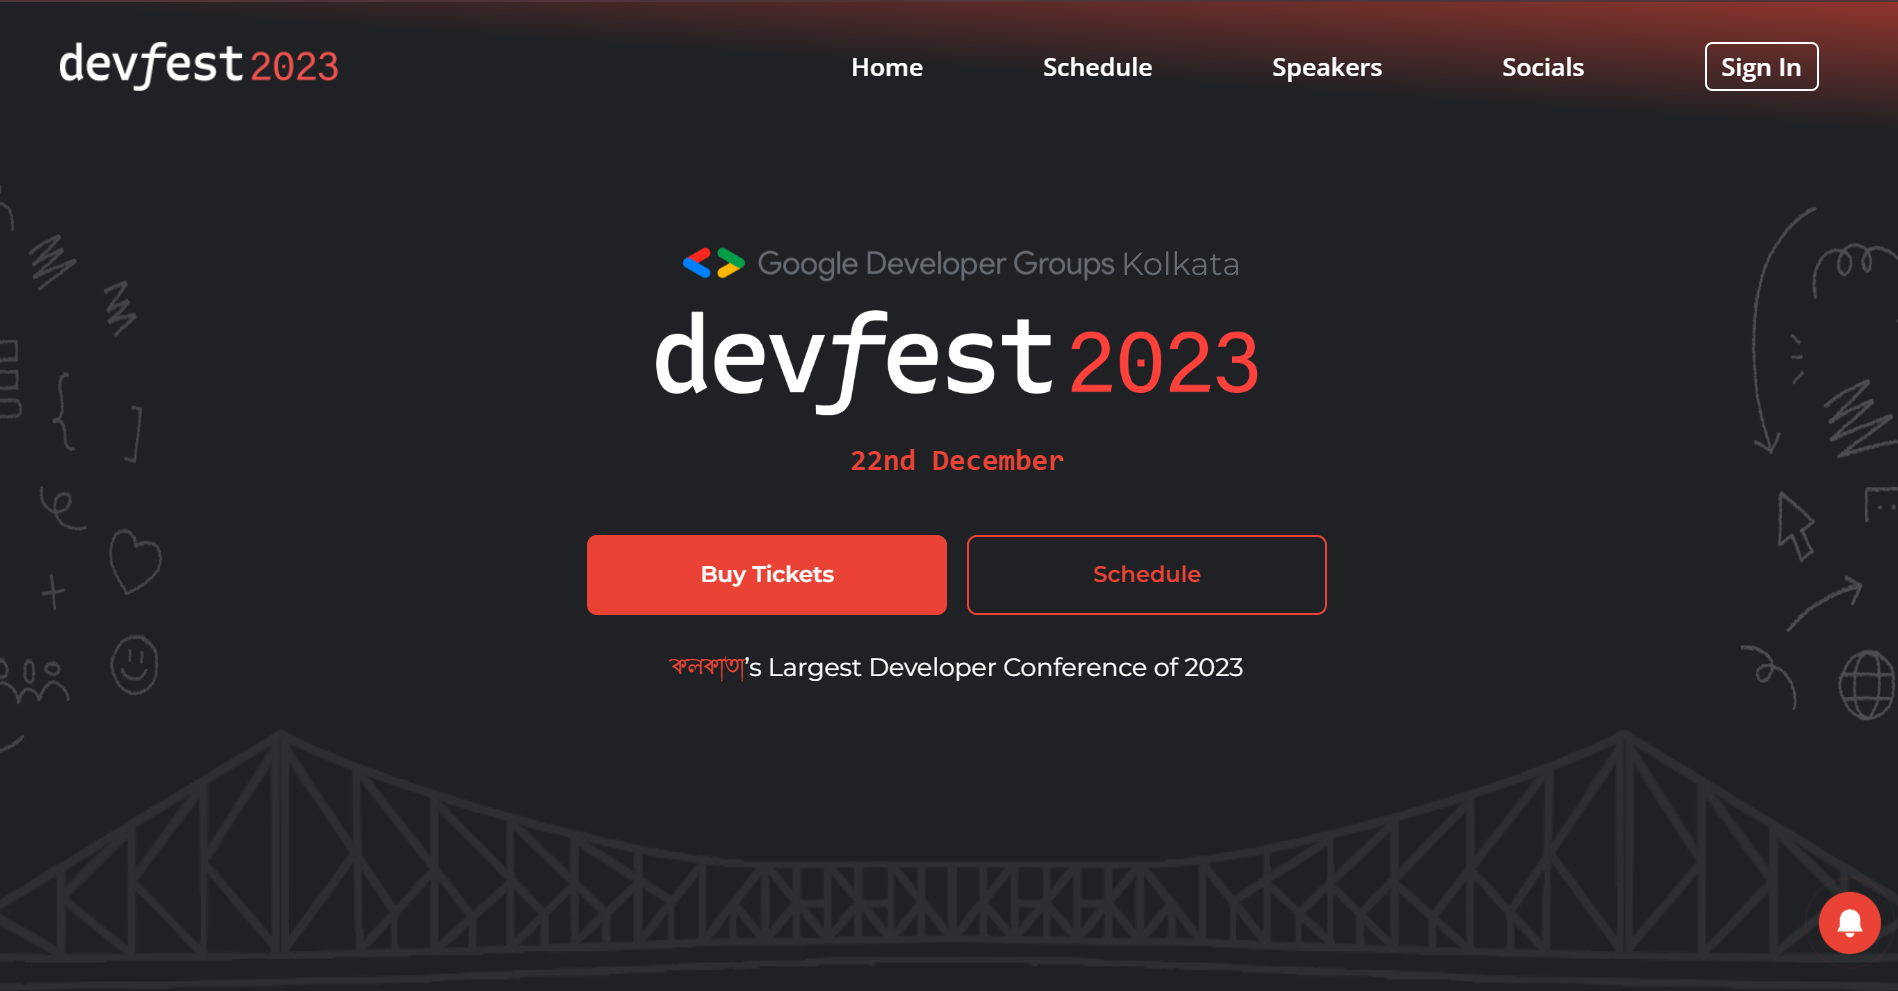 devfest 2023
Home
Schedule
Speakers
Socials
Sign In
Google Developer Groups Kolkata
devfest 2023
22nd December
Buy Tickets
Schedule
কলকাতা's Largest Developer Conference of 2023